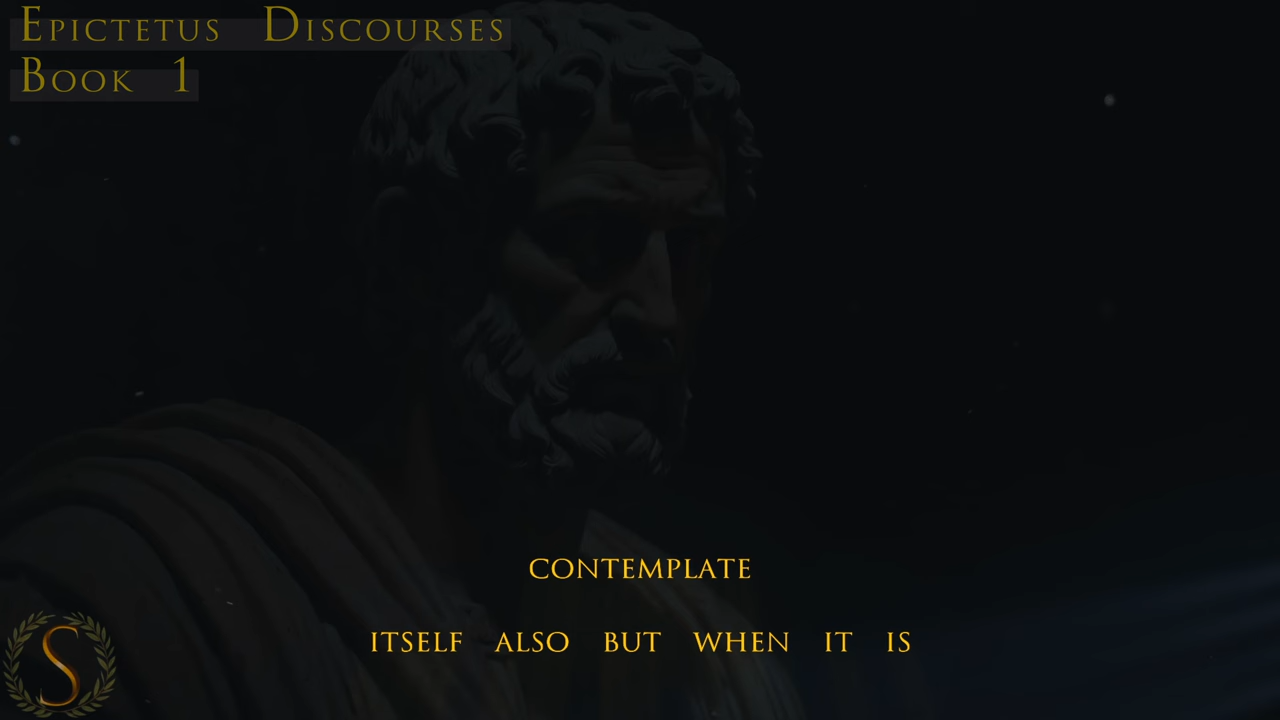 Epictetus Discourses
Book 1
CONTEMPLATE
ITSELF ALSO BUT WHEN IT IS
S